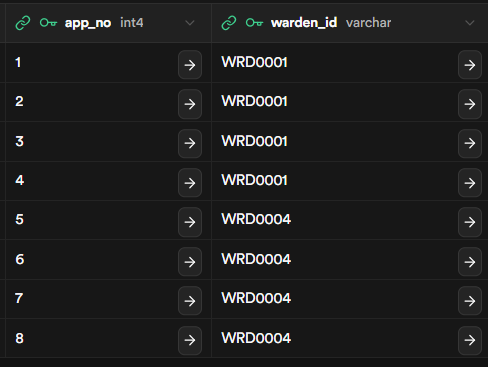 app_no int4 warden_id varchar
1 WRD0001
2 WRD0001
3 WRD0001
4 WRD0001
5 WRD0004
6 WRD0004
7 WRD0004
8 WRD0004